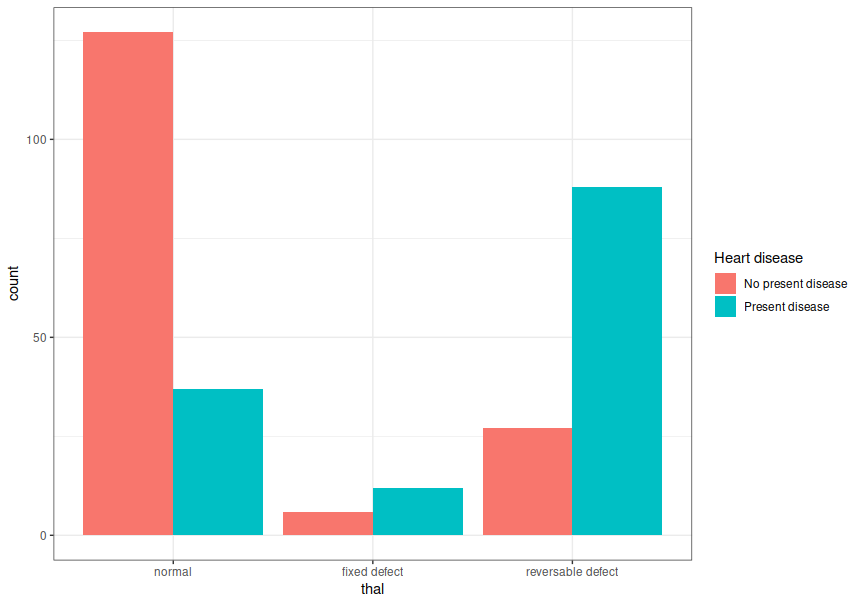 100
50
0
count
normal
fixed defect
reversable defect
thal
Heart disease
No present disease
Present disease